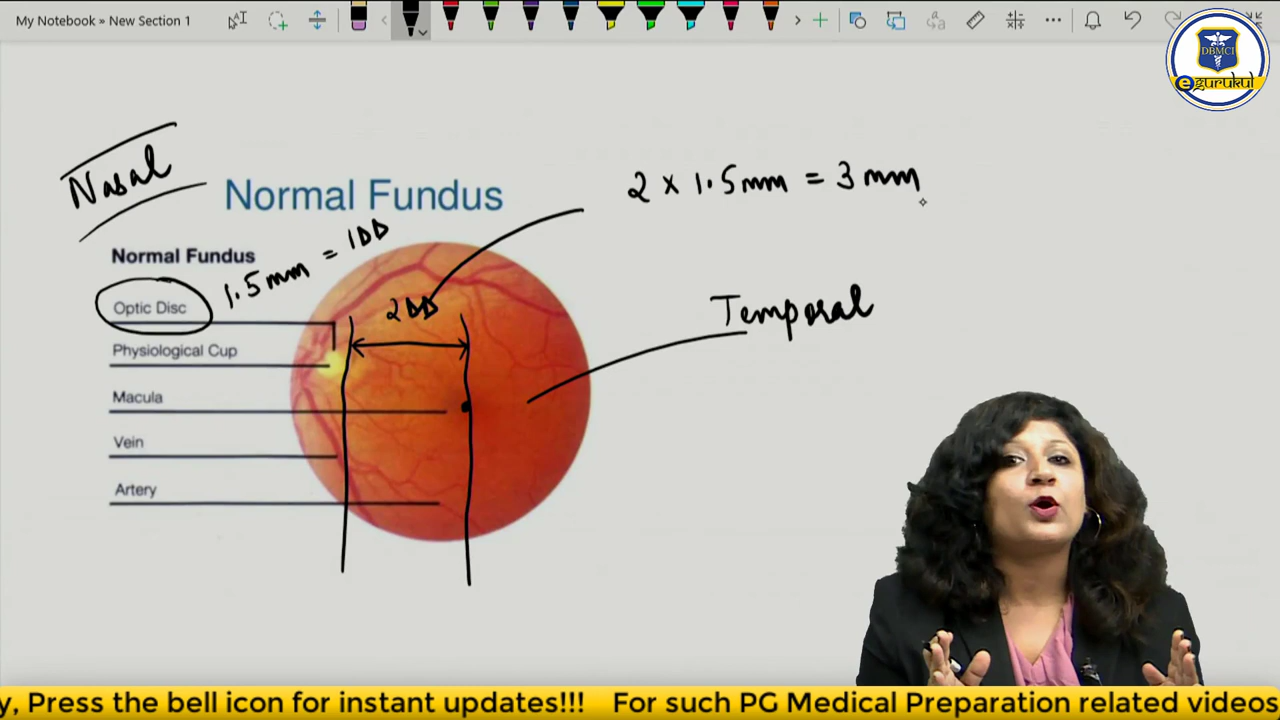 My Notebook » New Section 1
DBMCI
egurukul
Nasal
Normal Fundus
2 x 1.5mm = 3 mm
Normal Fundus
1.5mm = 1DD
Optic Disc
2DD
Temporal
Physiological Cup
Macula
Vein
Artery
y, Press the bell icon for instant updates!!! For such PG Medical Preparation related videos